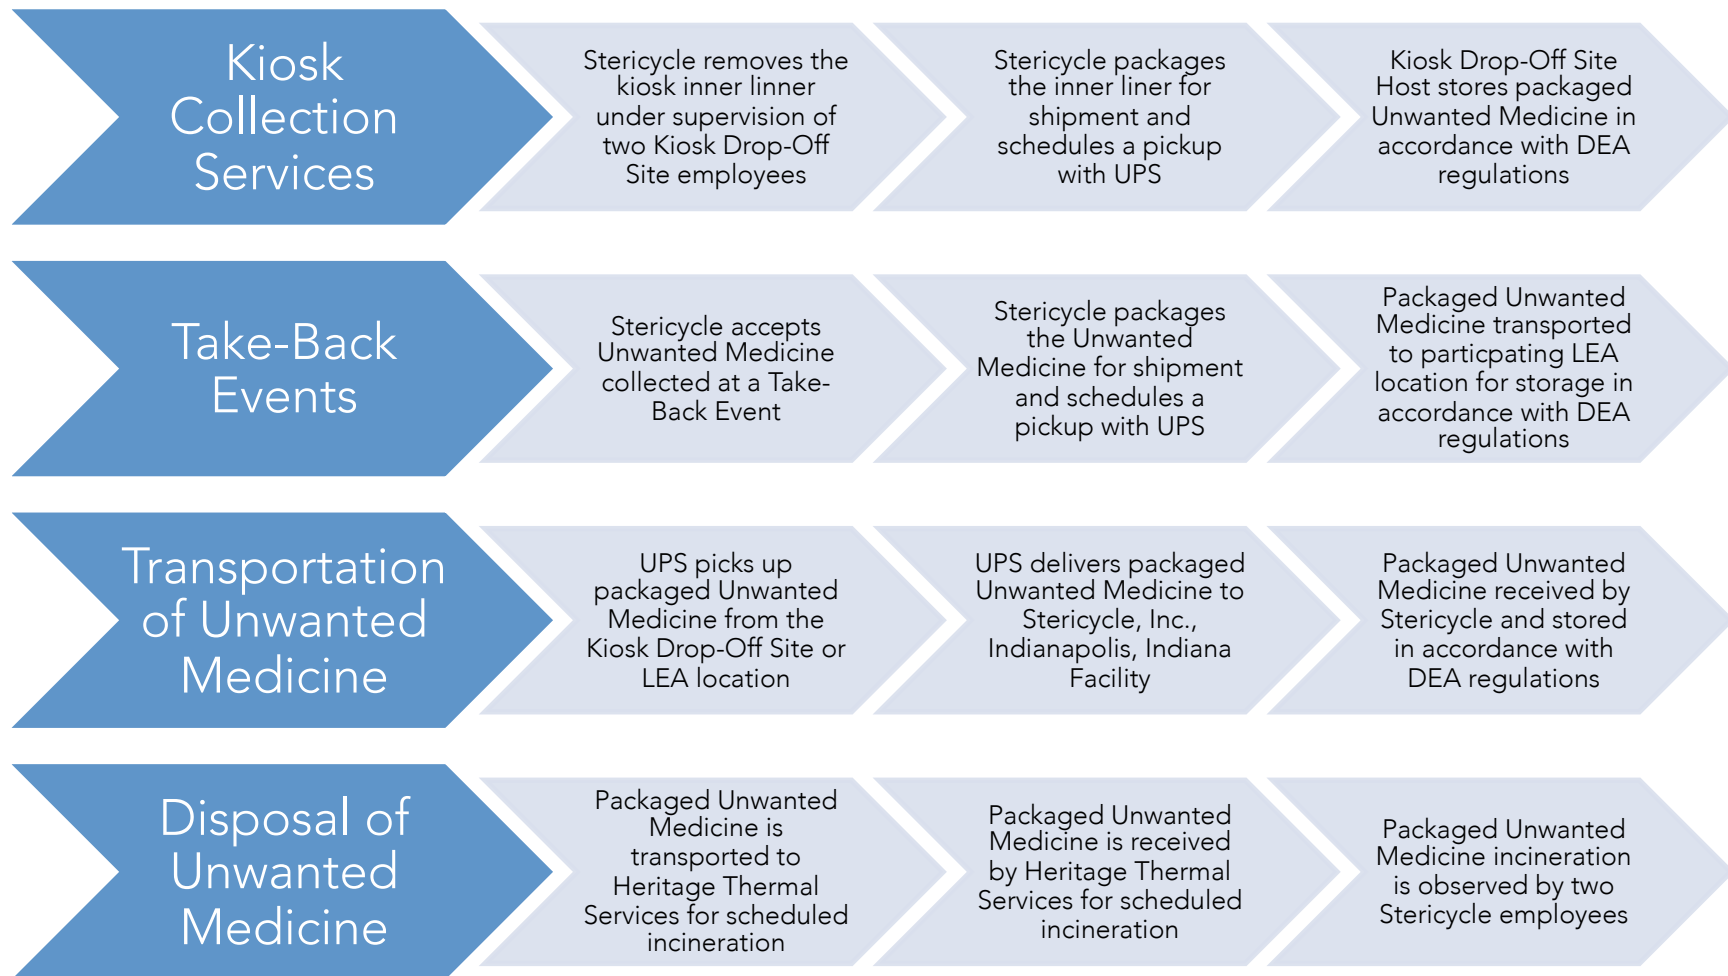 Kiosk
Collection
Services
Stericycle removes the
kiosk inner linner
under supervision of
two Kiosk Drop-Off
Site employees
Stericycle packages
the inner liner for
shipment and
schedules a pickup
with UPS
Kiosk Drop-Off Site
Host stores packaged
Unwanted Medicine in
accordance with DEA
regulations
Take-Back
Events
Stericycle accepts
Unwanted Medicine
collected at a Take-
Back Event
Stericycle packages
the Unwanted
Medicine for shipment
and schedules a
pickup with UPS
Packaged Unwanted
Medicine transported
to particpating LEA
location for storage in
accordance with DEA
regulations
Transportation
of Unwanted
Medicine
UPS picks up
packaged Unwanted
Medicine from the
Kiosk Drop-Off Site or
LEA location
UPS delivers packaged
Unwanted Medicine to
Stericycle, Inc.,
Indianapolis, Indiana
Facility
Packaged Unwanted
Medicine received by
Stericycle and stored
in accordance with
DEA regulations
Disposal of
Unwanted
Medicine
Packaged Unwanted
Medicine is
transported to
Heritage Thermal
Services for scheduled
incineration
Packaged Unwanted
Medicine is received
by Heritage Thermal
Services for scheduled
incineration
Packaged Unwanted
Medicine incineration
is observed by two
Stericycle employees